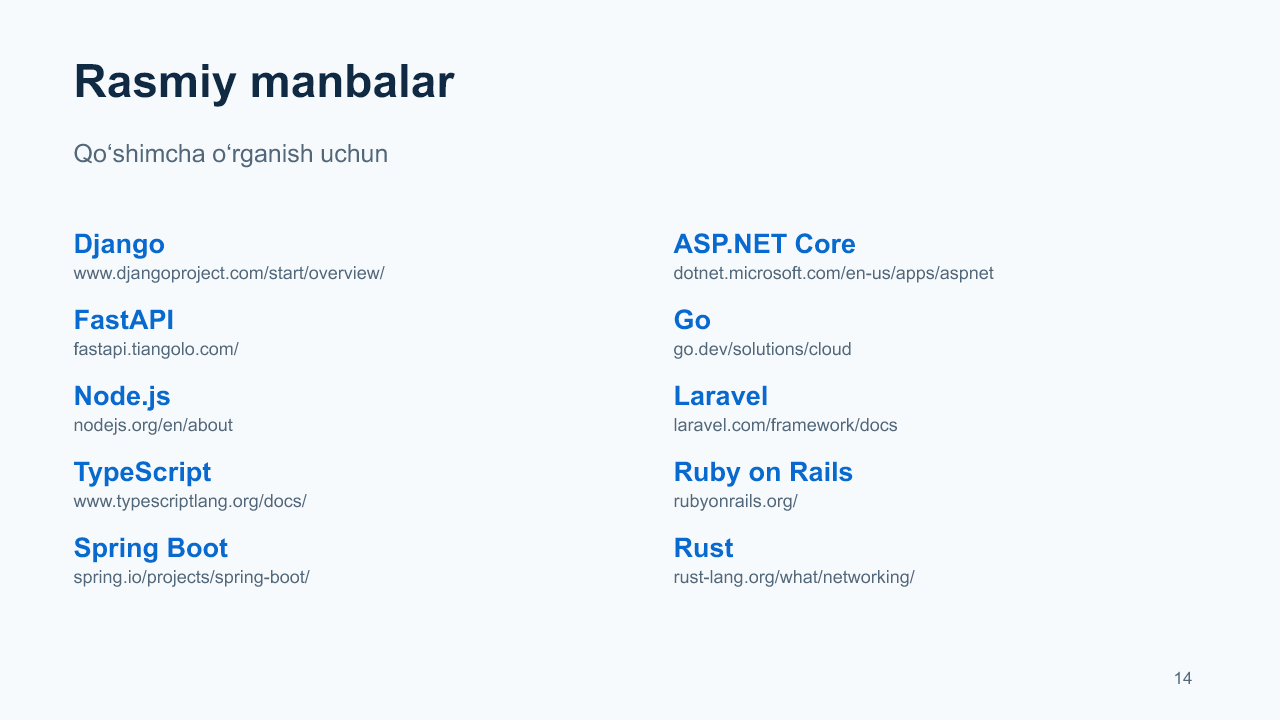 Rasmiy manbalar
Qo‘shimcha o‘rganish uchun
Django
www.djangoproject.com/start/overview/
FastAPI
fastapi.tiangolo.com/
Node.js
nodejs.org/en/about
TypeScript
www.typescriptlang.org/docs/
Spring Boot
spring.io/projects/spring-boot/
ASP.NET Core
dotnet.microsoft.com/en-us/apps/aspnet
Go
go.dev/solutions/cloud
Laravel
laravel.com/framework/docs
Ruby on Rails
rubyonrails.org/
Rust
rust-lang.org/what/networking/
14